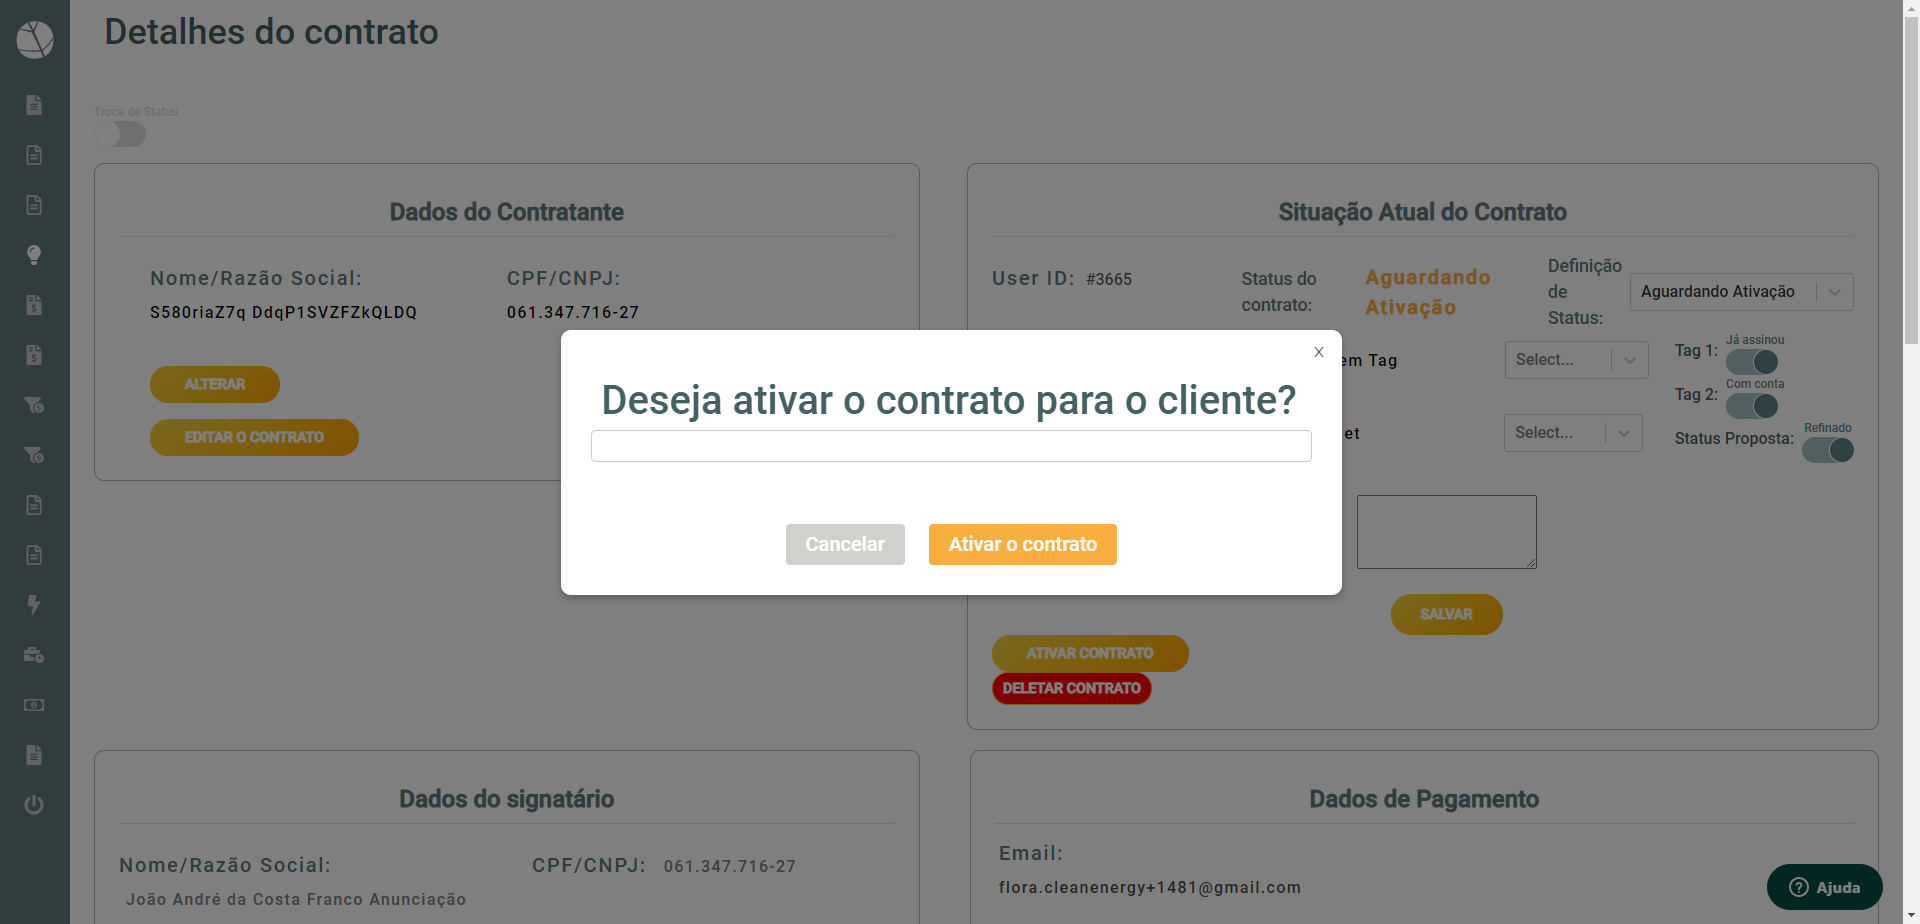 Detalhes do contrato
Troca de Status
Dados do Contratante
Nome/Razão Social:
S580riaZ7q DdqP1SVZFZkQLDQ
CPF/CNPJ:
061.347.716-27
ALTERAR
EDITAR O CONTRATO
Situação Atual do Contrato
User ID: #3665
Status do
contrato:
Aguardando
Ativação
Definição
de
Status:
Aguardando Ativação
em Tag
Select...
Tag 1:
Já assinou
Tag 2:
Com conta
et
Select...
Status Proposta:
Refinado
SALVAR
ATIVAR CONTRATO
DELETAR CONTRATO
X
Deseja ativar o contrato para o cliente?
Cancelar
Ativar o contrato
Dados do signatário
Nome/Razão Social:
João André da Costa Franco Anunciação
CPF/CNPJ: 061.347.716-27
Dados de Pagamento
Email:
flora.cleanenergy+1481@gmail.com
Ajuda